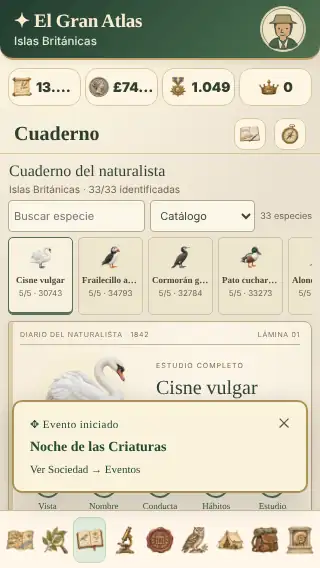 ✦ El Gran Atlas
Islas Británicas
13.... £74... 1.049 0
Cuaderno
Cuaderno del naturalista
Islas Británicas · 33/33 identificadas
Buscar especie Catálogo 33 especies
Cisne vulgar Frailecillo a... Cormorán g... Pato cuchar... Alon
5/5 · 30743 5/5 · 34793 5/5 · 32784 5/5 · 33273 5/5
DIARIO DEL NATURALISTA 1842 LÁMINA 01
ESTUDIO COMPLETO
Cisne vulgar
✥ Evento iniciado
Noche de las Criaturas
Ver Sociedad → Eventos
Vista Nombre Conducta Hábitos Estudio